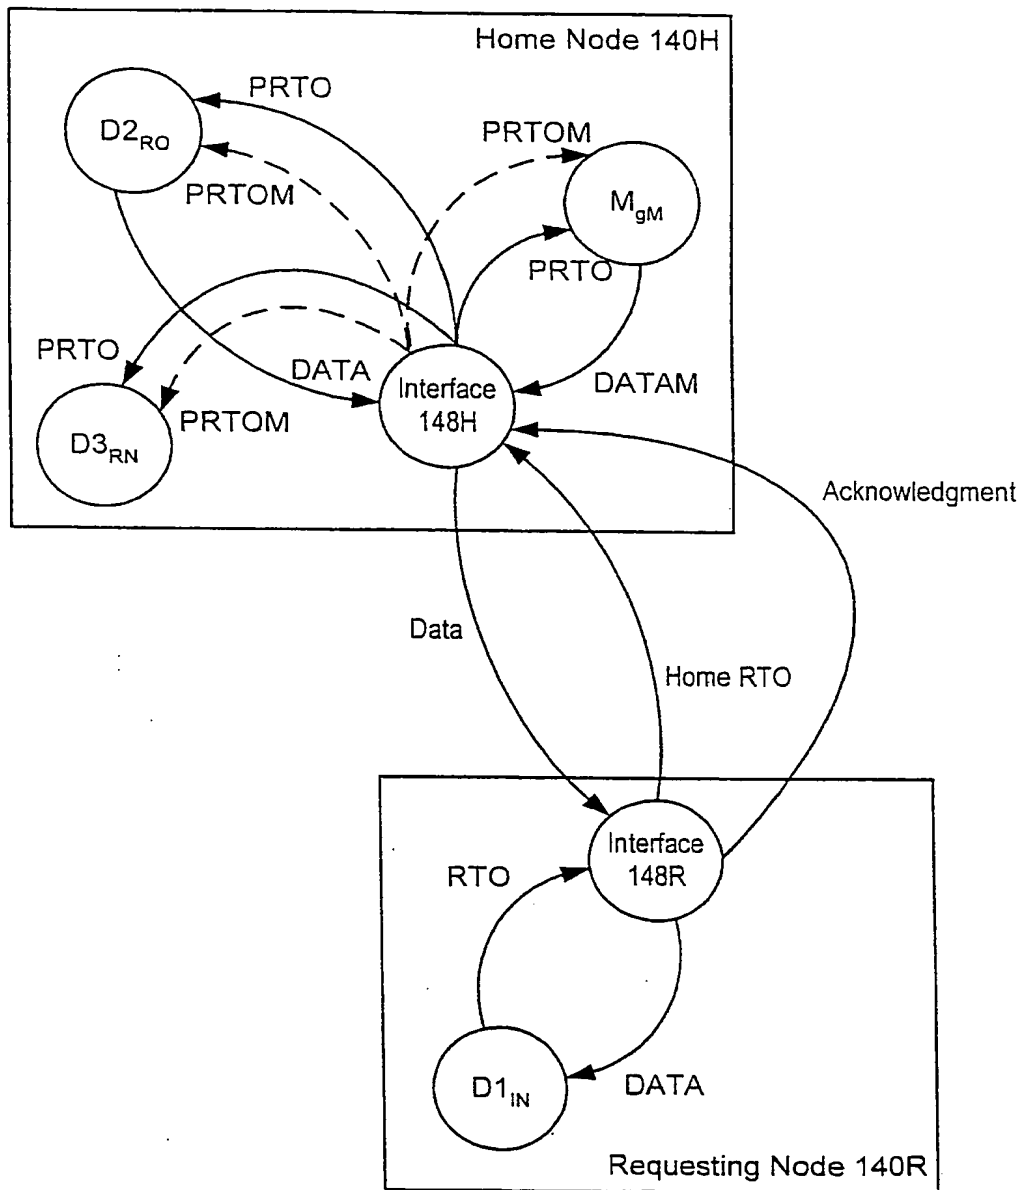 Home Node 140H
PRTO
D2RO
PRTOM
PRTOM
MgM
PRTO
PRTO
DATA
DATAM
Interface
148H
PRTOM
D3RN
Acknowledgment
Data
Home RTO
Interface
148R
RTO
D1IN
DATA
Requesting Node 140R